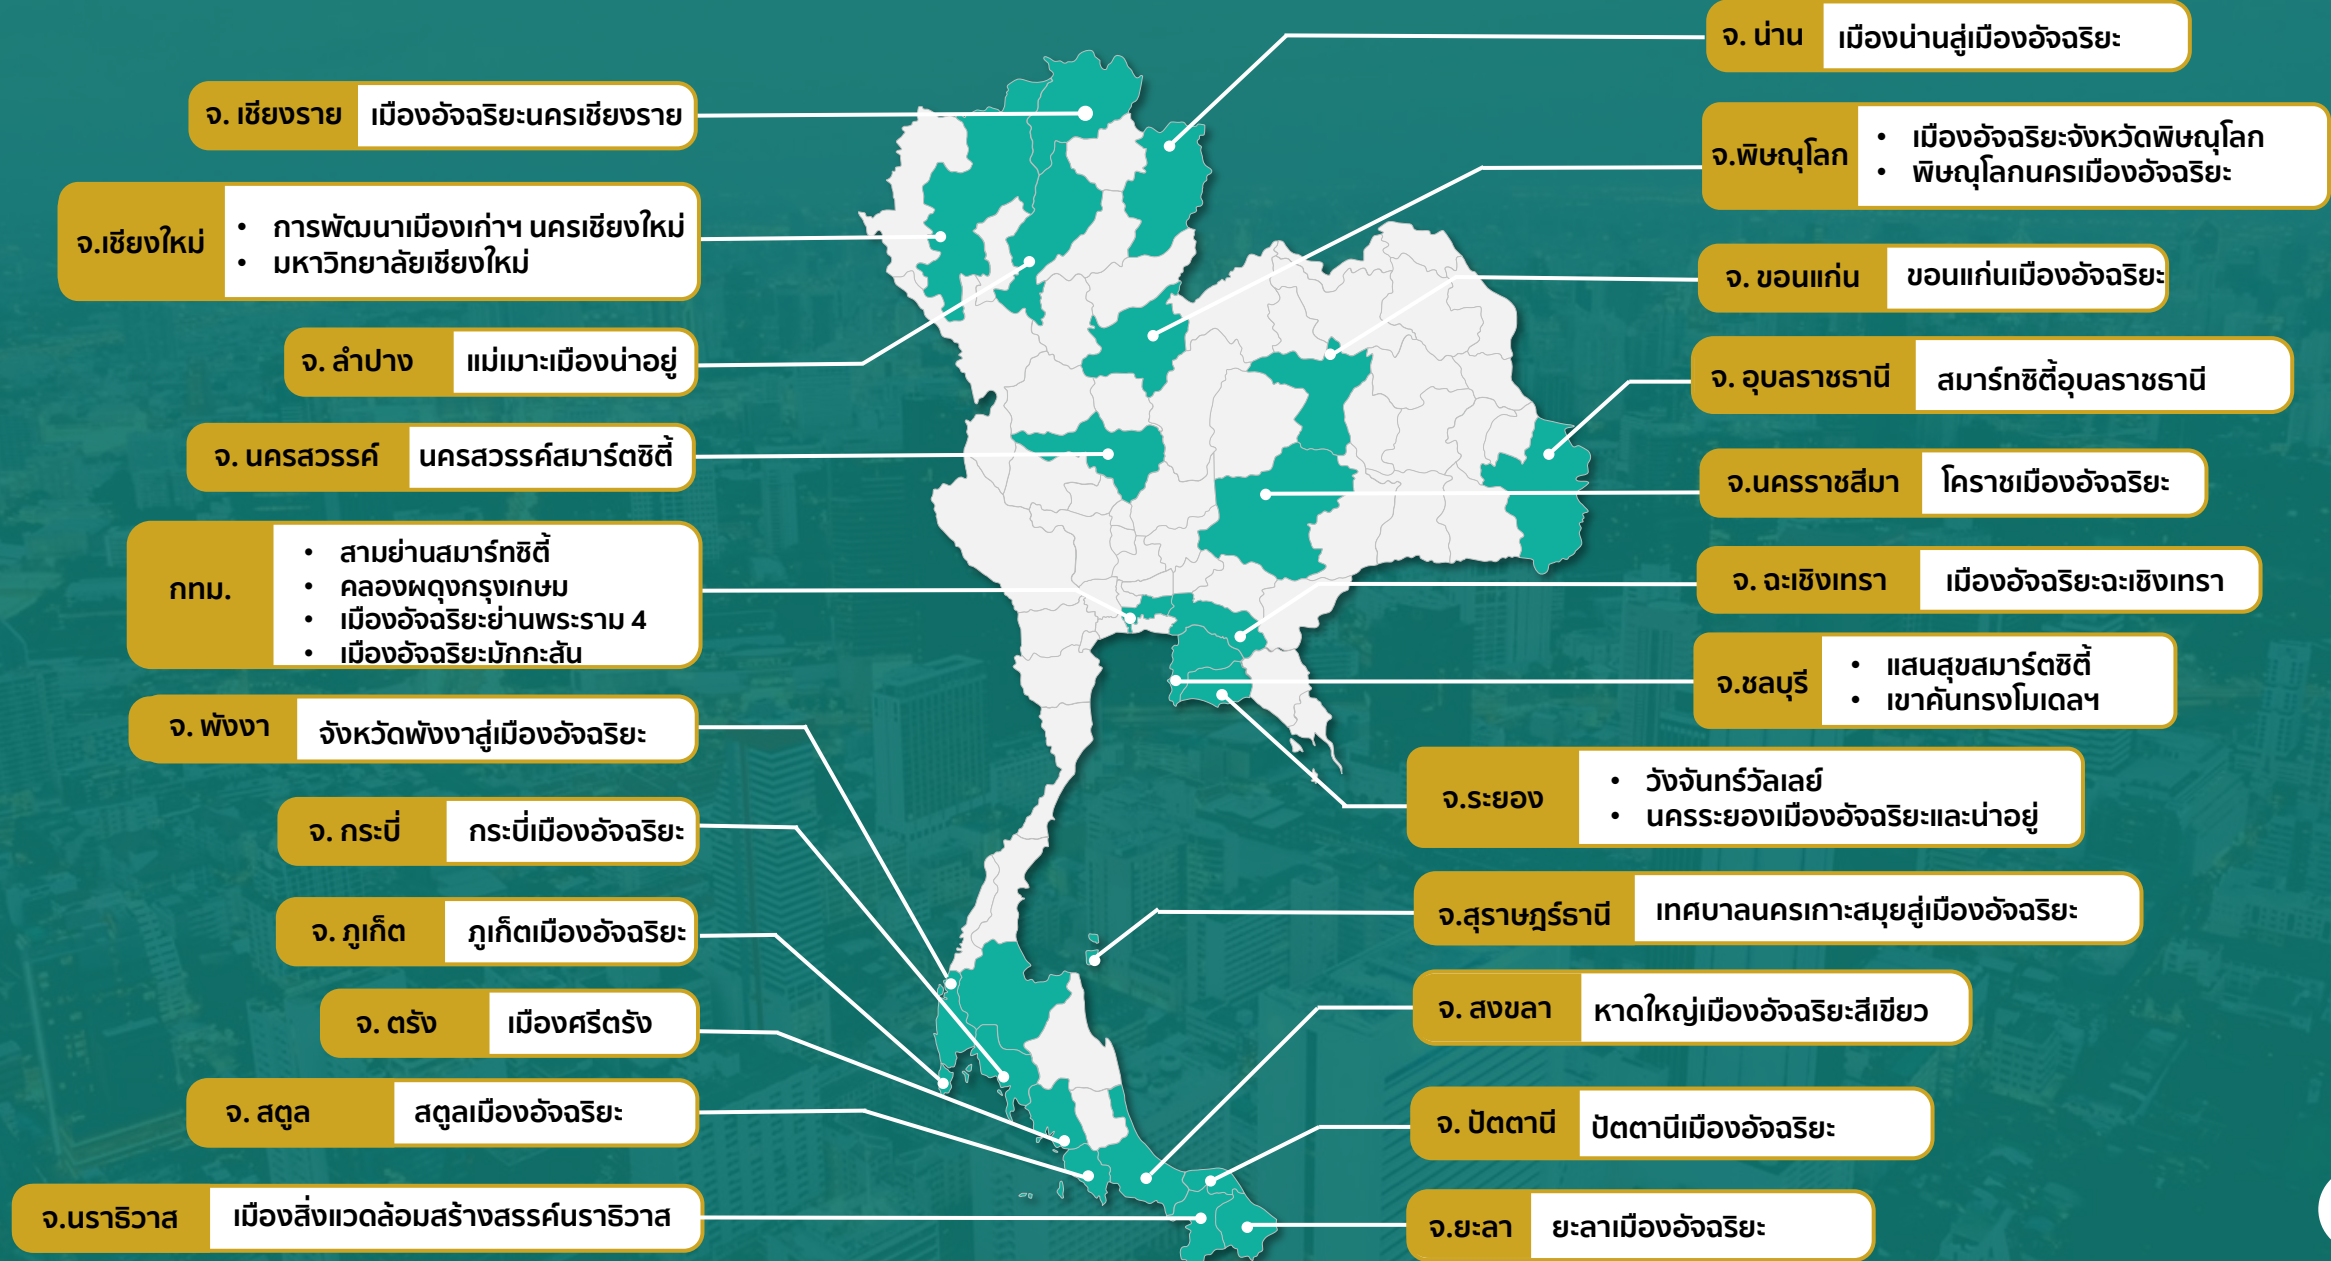 จ. เชียงราย เมืองอัจฉริยะนครเชียงราย
จ.เชียงใหม่
• การพัฒนาเมืองเก่าฯ นครเชียงใหม่
• มหาวิทยาลัยเชียงใหม่
จ. ลำปาง แม่เมาะเมืองน่าอยู่
จ. นครสวรรค์ นครสวรรค์สมาร์ตซิตี้
กทม.
• สามย่านสมาร์ทซิตี้
• คลองผดุงกรุงเกษม
• เมืองอัจฉริยะย่านพระราม 4
• เมืองอัจฉริยะมักกะสัน
จ. พังงา จังหวัดพังงาสู่เมืองอัจฉริยะ
จ. กระบี่ กระบี่เมืองอัจฉริยะ
จ. ภูเก็ต ภูเก็ตเมืองอัจฉริยะ
จ. ตรัง เมืองศรีตรัง
จ. สตูล สตูลเมืองอัจฉริยะ
จ.นราธิวาส เมืองสิ่งแวดล้อมสร้างสรรค์นราธิวาส
จ. น่าน เมืองน่านสู่เมืองอัจฉริยะ
จ.พิษณุโลก
• เมืองอัจฉริยะจังหวัดพิษณุโลก
• พิษณุโลกนครเมืองอัจฉริยะ
จ. ขอนแก่น ขอนแก่นเมืองอัจฉริยะ
จ. อุบลราชธานี สมาร์ทซิตี้อุบลราชธานี
จ.นครราชสีมา โคราชเมืองอัจฉริยะ
จ. ฉะเชิงเทรา เมืองอัจฉริยะฉะเชิงเทรา
จ.ชลบุรี
• แสนสุขสมาร์ตซิตี้
• เขาคันทรงโมเดลฯ
จ.ระยอง
• วังจันทร์วัลเลย์
• นครระยองเมืองอัจฉริยะและน่าอยู่
จ.สุราษฎร์ธานี เทศบาลนครเกาะสมุยสู่เมืองอัจฉริยะ
จ. สงขลา หาดใหญ่เมืองอัจฉริยะสีเขียว
จ. ปัตตานี ปัตตานีเมืองอัจฉริยะ
จ.ยะลา ยะลาเมืองอัจฉริยะ